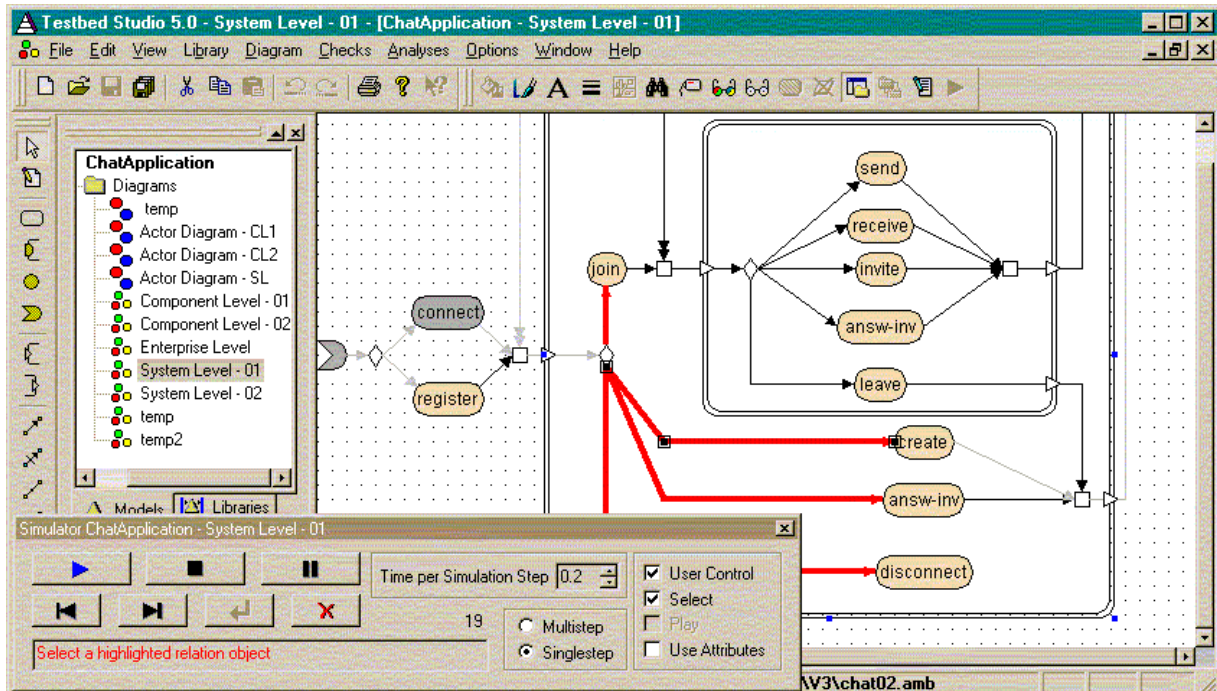 Testbed Studio 5.0 - System Level - 01 - [ChatApplication - System Level - 01]
File Edit View Library Diagram Checks Analyses Options Window Help
ChatApplication
Diagrams
temp
Actor Diagram - CL1
Actor Diagram - CL2
Actor Diagram - SL
Component Level - 01
Component Level - 02
Enterprise Level
System Level - 01
System Level - 02
temp
temp2
Models Libraries
connect
register
join
send
receive
invite
answ-inv
leave
create
answ-inv
disconnect
Simulator ChatApplication - System Level - 01
Time per Simulation Step 0.2
19
Multistep
Singlestep
User Control
Select
Play
Use Attributes
Select a highlighted relation object
\V3\chat02.amb